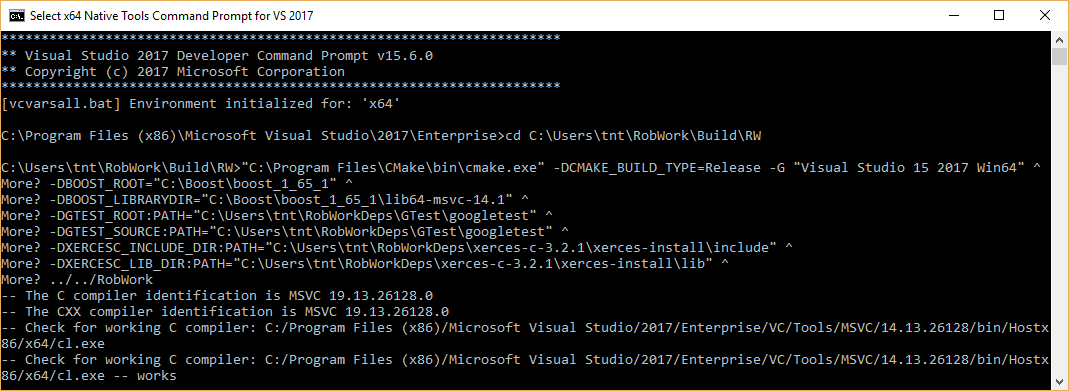 Select x64 Native Tools Command Prompt for VS 2017
**********************************************************************
** Visual Studio 2017 Developer Command Prompt v15.6.0
** Copyright (c) 2017 Microsoft Corporation
**********************************************************************
[vcvarsall.bat] Environment initialized for: 'x64'
C:\Program Files (x86)\Microsoft Visual Studio\2017\Enterprise>cd C:\Users\tnt\RobWork\Build\RW
C:\Users\tnt\RobWork\Build\RW>"C:\Program Files\CMake\bin\cmake.exe" -DCMAKE_BUILD_TYPE=Release -G "Visual Studio 15 2017 Win64" ^
More? -DBOOST_ROOT="C:\Boost\boost_1_65_1" ^
More? -DBOOST_LIBRARYDIR="C:\Boost\boost_1_65_1\lib64-msvc-14.1" ^
More? -DGTEST_ROOT:PATH="C:\Users\tnt\RobWorkDeps\GTest\googletest" ^
More? -DGTEST_SOURCE:PATH="C:\Users\tnt\RobWorkDeps\GTest\googletest" ^
More? -DXERCESC_INCLUDE_DIR:PATH="C:\Users\tnt\RobWorkDeps\xerces-c-3.2.1\xerces-install\include" ^
More? -DXERCESC_LIB_DIR:PATH="C:\Users\tnt\RobWorkDeps\xerces-c-3.2.1\xerces-install\lib" ^
More? ../../RobWork
-- The C compiler identification is MSVC 19.13.26128.0
-- The CXX compiler identification is MSVC 19.13.26128.0
-- Check for working C compiler: C:/Program Files (x86)/Microsoft Visual Studio/2017/Enterprise/VC/Tools/MSVC/14.13.26128/bin/Hostx
86/x64/cl.exe
-- Check for working C compiler: C:/Program Files (x86)/Microsoft Visual Studio/2017/Enterprise/VC/Tools/MSVC/14.13.26128/bin/Hostx
86/x64/cl.exe -- works